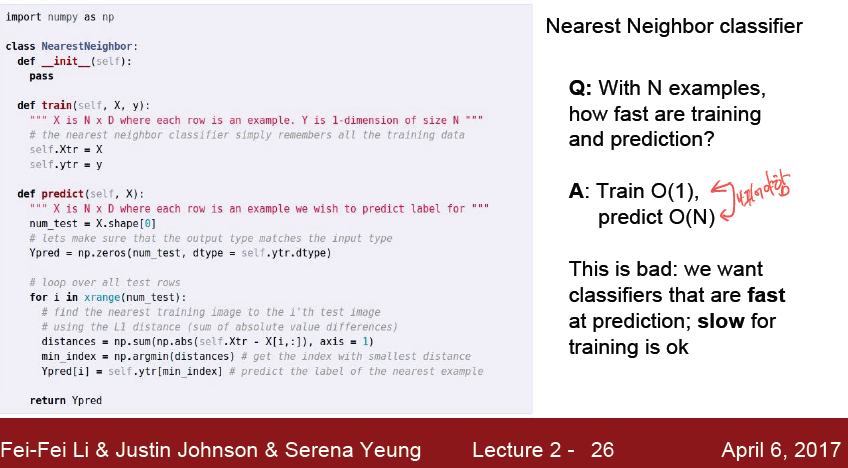 import numpy as np
class NearestNeighbor:
def __init__(self):
pass
def train(self, X, y):
""" X is N x D where each row is an example. Y is 1-dimension of size N """
# the nearest neighbor classifier simply remembers all the training data
self.Xtr = X
self.ytr = y
def predict(self, X):
""" X is N x D where each row is an example we wish to predict label for """
num_test = X.shape[0]
# lets make sure that the output type matches the input type
Ypred = np.zeros(num_test, dtype = self.ytr.dtype)
# loop over all test rows
for i in xrange(num_test):
# find the nearest training image to the i'th test image
# using the L1 distance (sum of absolute value differences)
distances = np.sum(np.abs(self.Xtr - X[i,:]), axis = 1)
min_index = np.argmin(distances) # get the index with smallest distance
Ypred[i] = self.ytr[min_index] # predict the label of the nearest example
return Ypred
Nearest Neighbor classifier
Q: With N examples,
how fast are training
and prediction?
A: Train O(1),
predict O(N)
This is bad: we want
classifiers that are fast
at prediction; slow for
training is ok
Fei-Fei Li & Justin Johnson & Serena Yeung Lecture 2 - 26 April 6, 2017